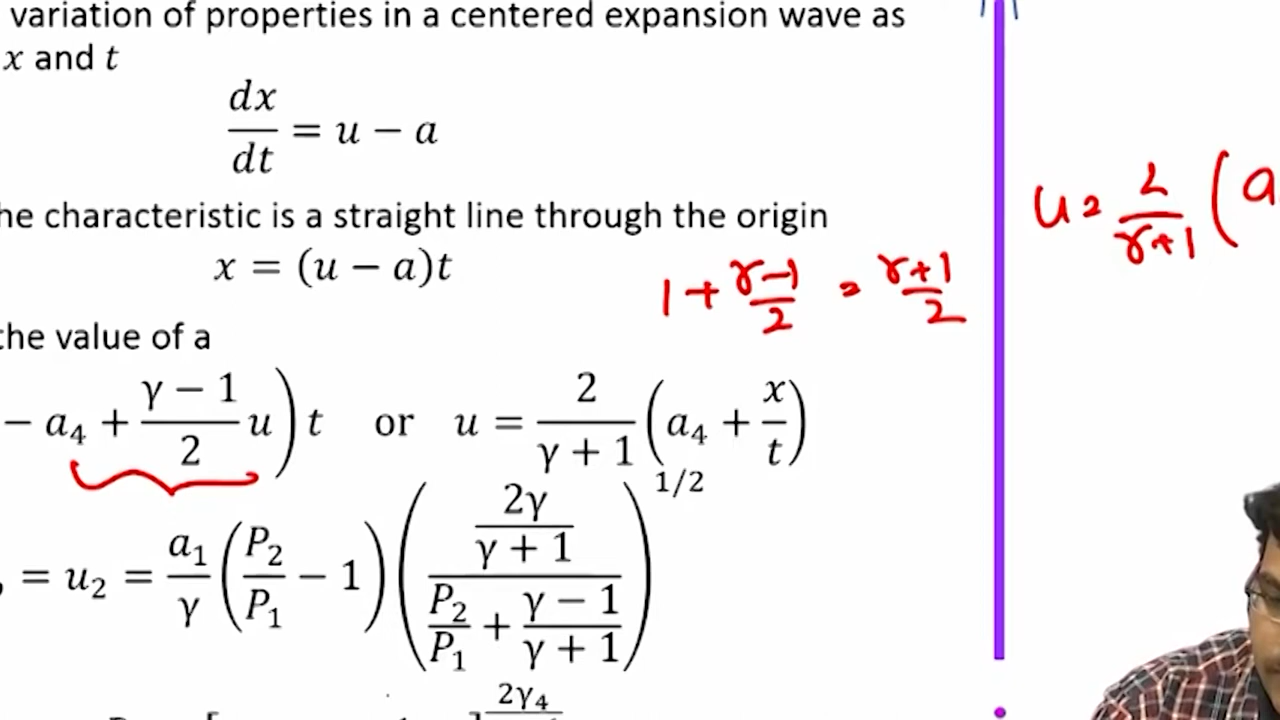 variation of properties in a centered expansion wave as
x and t
dx/dt = u − a
he characteristic is a straight line through the origin
x = (u − a)t
1 + γ−1/2 = γ+1/2
u = 2/γ+1 (a
the value of a
− a₄ + γ − 1/2 u) t or u = 2/γ + 1 (a₄ + x/t)
= u₂ = a₁/γ (P₂/P₁ − 1) (2γ/γ + 1 / P₂/P₁ + γ − 1/γ + 1)^1/2
2γ₄